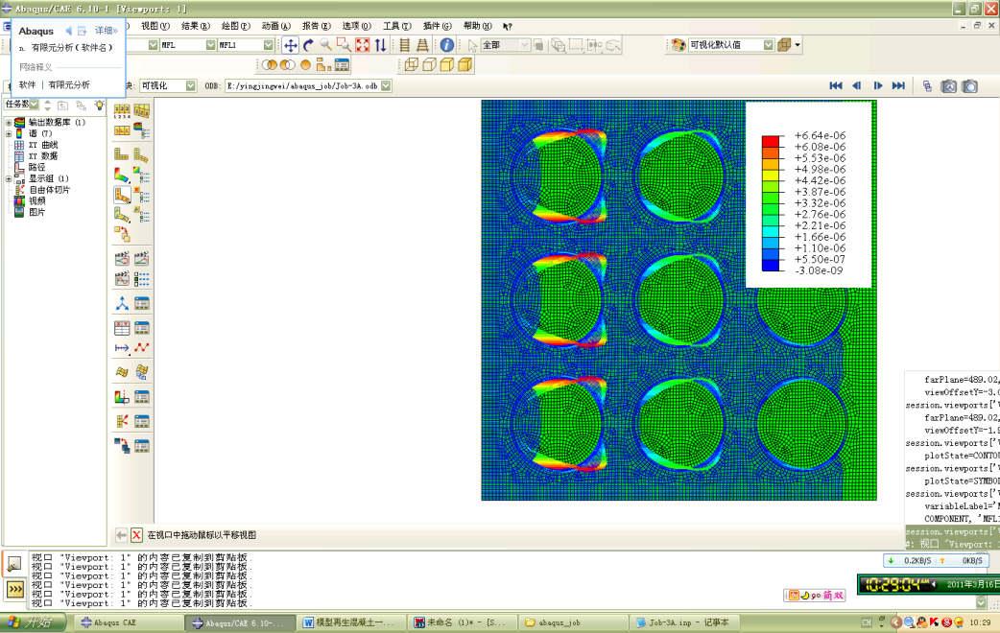 Abaqus/CAE 6.10-1 [Viewport: 1]
视图(V) 结果(R) 绘图(P) 动画(A) 报告(E) 选项(O) 工具(T) 插件(G) 帮助(H)
Abaqus 详细»
n. 有限元分析(软件名)
网络释义
软件 | 有限元分析
MFL MFL1 全部 可视化默认值
块: 可视化 ODB: E:/yingjingwei/abaqus_job/Job-3A.odb
任务数
输出数据库 (1)
谱 (7)
XY 曲线
XY 数据
路径
显示组 (1)
自由体切片
视频
图片
+6.64e-06
+6.08e-06
+5.53e-06
+4.98e-06
+4.42e-06
+3.87e-06
+3.32e-06
+2.76e-06
+2.21e-06
+1.66e-06
+1.10e-06
+5.50e-07
-3.08e-09
farPlane=489.02,
viewOffsetY=-3.0
session.viewports['V
farPlane=489.02,
viewOffsetY=-1.9
session.viewports['V
plotState=CONTOU
session.viewports['V
plotState=SYMBO
session.viewports['V
variableLabel='M
COMPONENT, 'MFL1
session.viewports['V
#: 视口 "Viewport: 1
在视口中拖动鼠标以平移视图
视口 "Viewport: 1" 的内容已复制到剪贴板.
视口 "Viewport: 1" 的内容已复制到剪贴板.
视口 "Viewport: 1" 的内容已复制到剪贴板.
视口 "Viewport: 1" 的内容已复制到剪贴板.
视口 "Viewport: 1" 的内容已复制到剪贴板.
视口 "Viewport: 1" 的内容已复制到剪贴板.
0.2KB/S 0KB/S
10:29:04 AM 2011年3月16日
简 双
开始 Abaqus CAE Abaqus/CAE 6.10-... 模型再生混凝土一... 未命名 (1)* - [S... abaqus_job Job-3A.inp - 记事本 CH 10:29